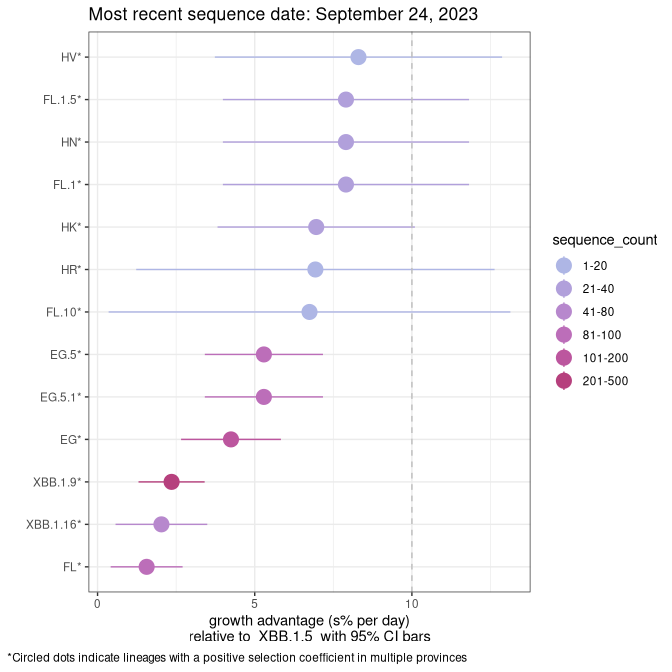 Most recent sequence date: September 24, 2023
HV*
FL.1.5*
HN*
FL.1*
HK*
HR*
FL.10*
EG.5*
EG.5.1*
EG*
XBB.1.9*
XBB.1.16*
FL*
0 5 10
growth advantage (s% per day)
relative to XBB.1.5 with 95% CI bars
sequence_count
1-20
21-40
41-80
81-100
101-200
201-500
*Circled dots indicate lineages with a positive selection coefficient in multiple provinces